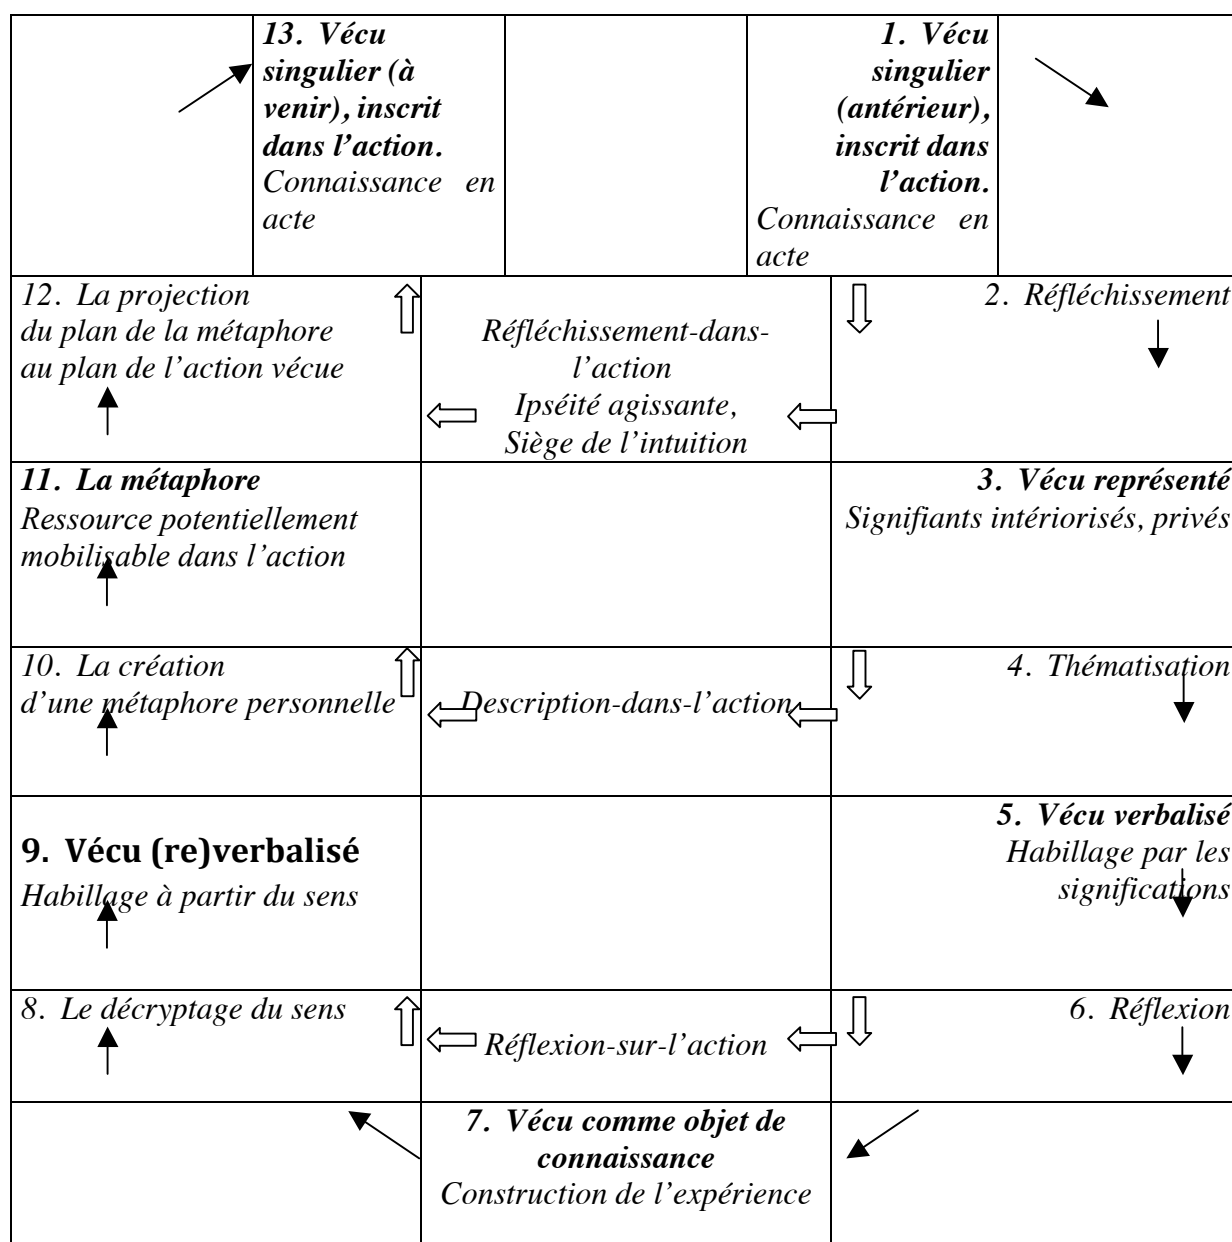 13. Vécu
singulier (à
venir), inscrit
dans l’action.
Connaissance en
acte
1. Vécu
singulier
(antérieur),
inscrit dans
l’action.
Connaissance en
acte
12. La projection
du plan de la métaphore
au plan de l’action vécue
Réfléchissement-dans-
l’action
Ipséité agissante,
Siège de l’intuition
2. Réfléchissement
11. La métaphore
Ressource potentiellement
mobilisable dans l’action
3. Vécu représenté
Signifiants intériorisés, privés
10. La création
d’une métaphore personnelle
Description-dans-l’action
4. Thématisation
9. Vécu (re)verbalisé
Habillage à partir du sens
5. Vécu verbalisé
Habillage par les
significations
8. Le décryptage du sens
Réflexion-sur-l’action
6. Réflexion
7. Vécu comme objet de
connaissance
Construction de l’expérience